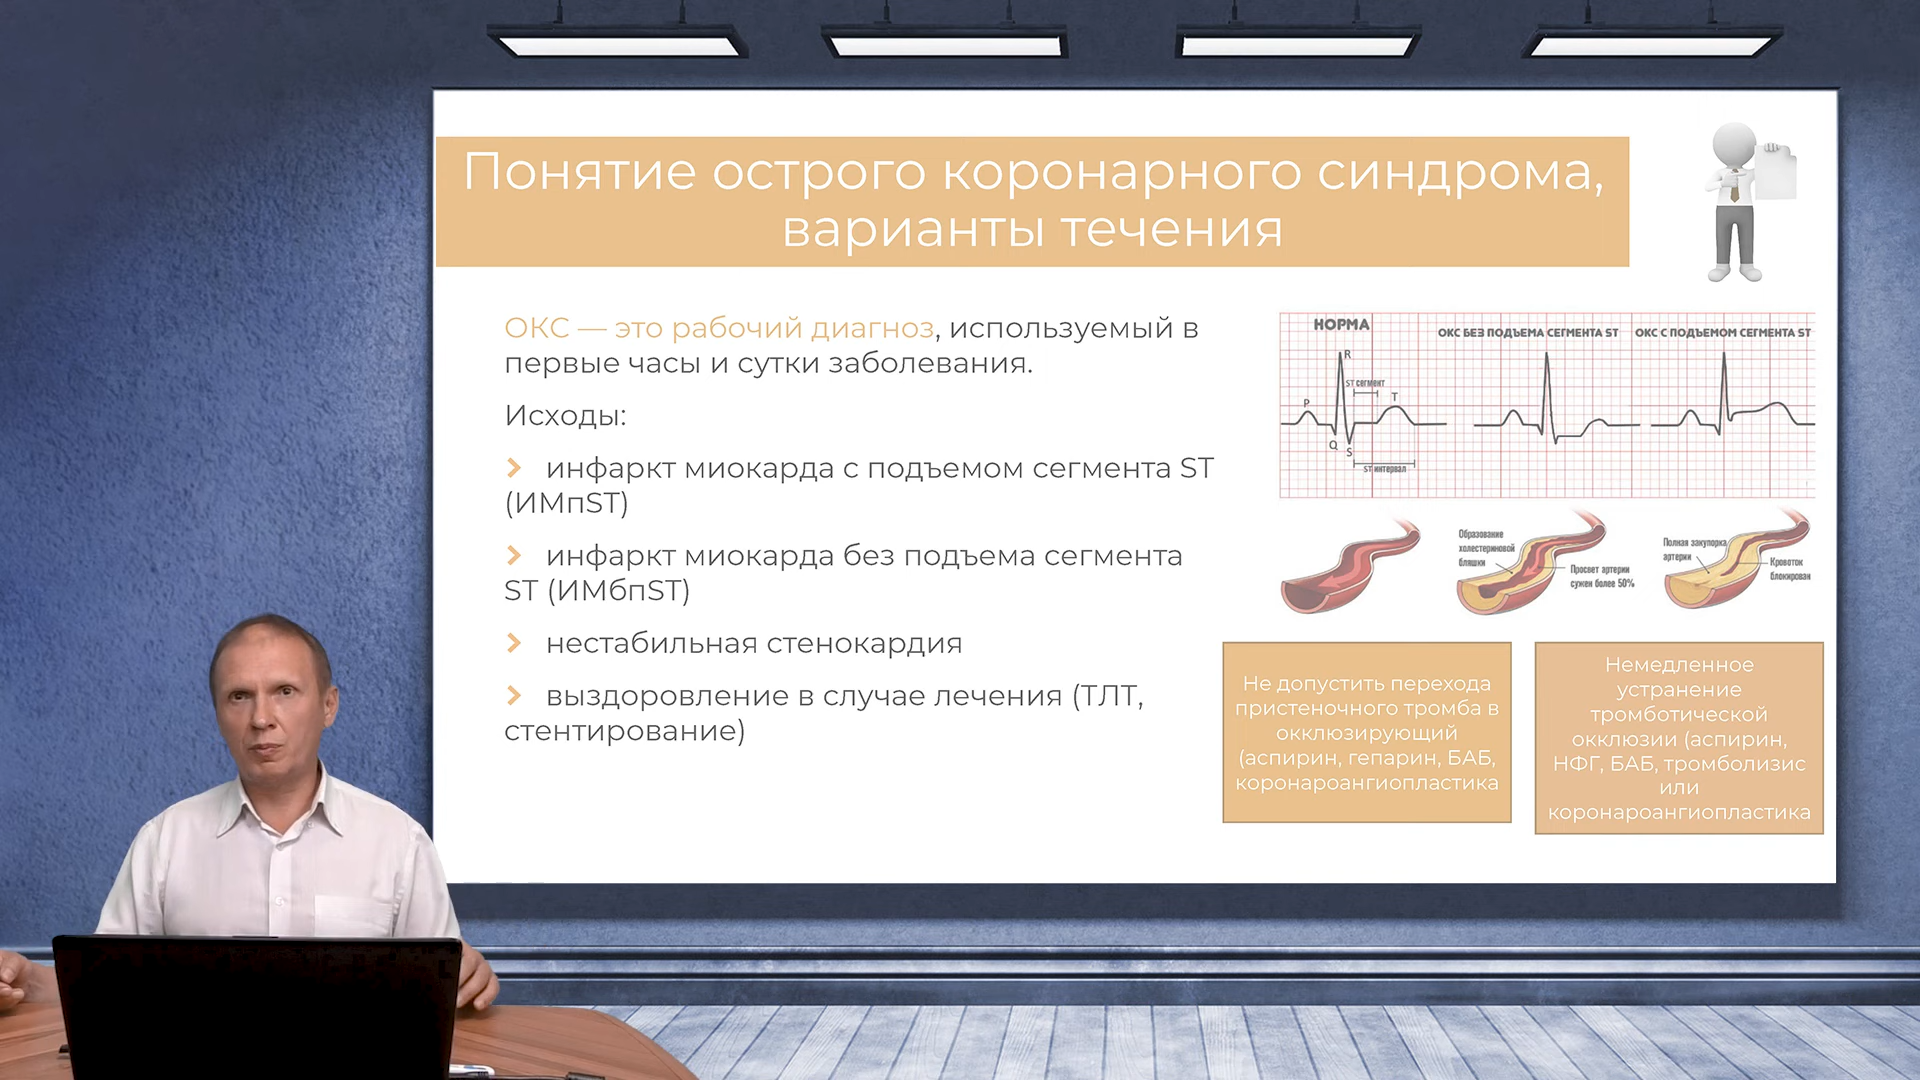 Понятие острого коронарного синдрома,
варианты течения
ОКС — это рабочий диагноз, используемый в
первые часы и сутки заболевания.
Исходы:
инфаркт миокарда с подъемом сегмента ST
(ИМпST)
инфаркт миокарда без подъема сегмента
ST (ИМбпST)
нестабильная стенокардия
выздоровление в случае лечения (ТЛТ,
стентирование)
НОРМА
ОКС БЕЗ ПОДЪЕМА СЕГМЕНТА ST
ОКС С ПОДЪЕМОМ СЕГМЕНТА ST
R
ST сегмент
P
T
Q
S
ST интервал
Образование
холестериновой
бляшки
Просвет артерии
сужен более 50%
Полная закупорка
артерии
Кровоток
блокирован
Не допустить перехода
пристеночного тромба в
окклюзирующий
(аспирин, гепарин, БАБ,
коронароангиопластика
Немедленное
устранение
тромботической
окклюзии (аспирин,
НФГ, БАБ, тромболизис
или
коронароангиопластика